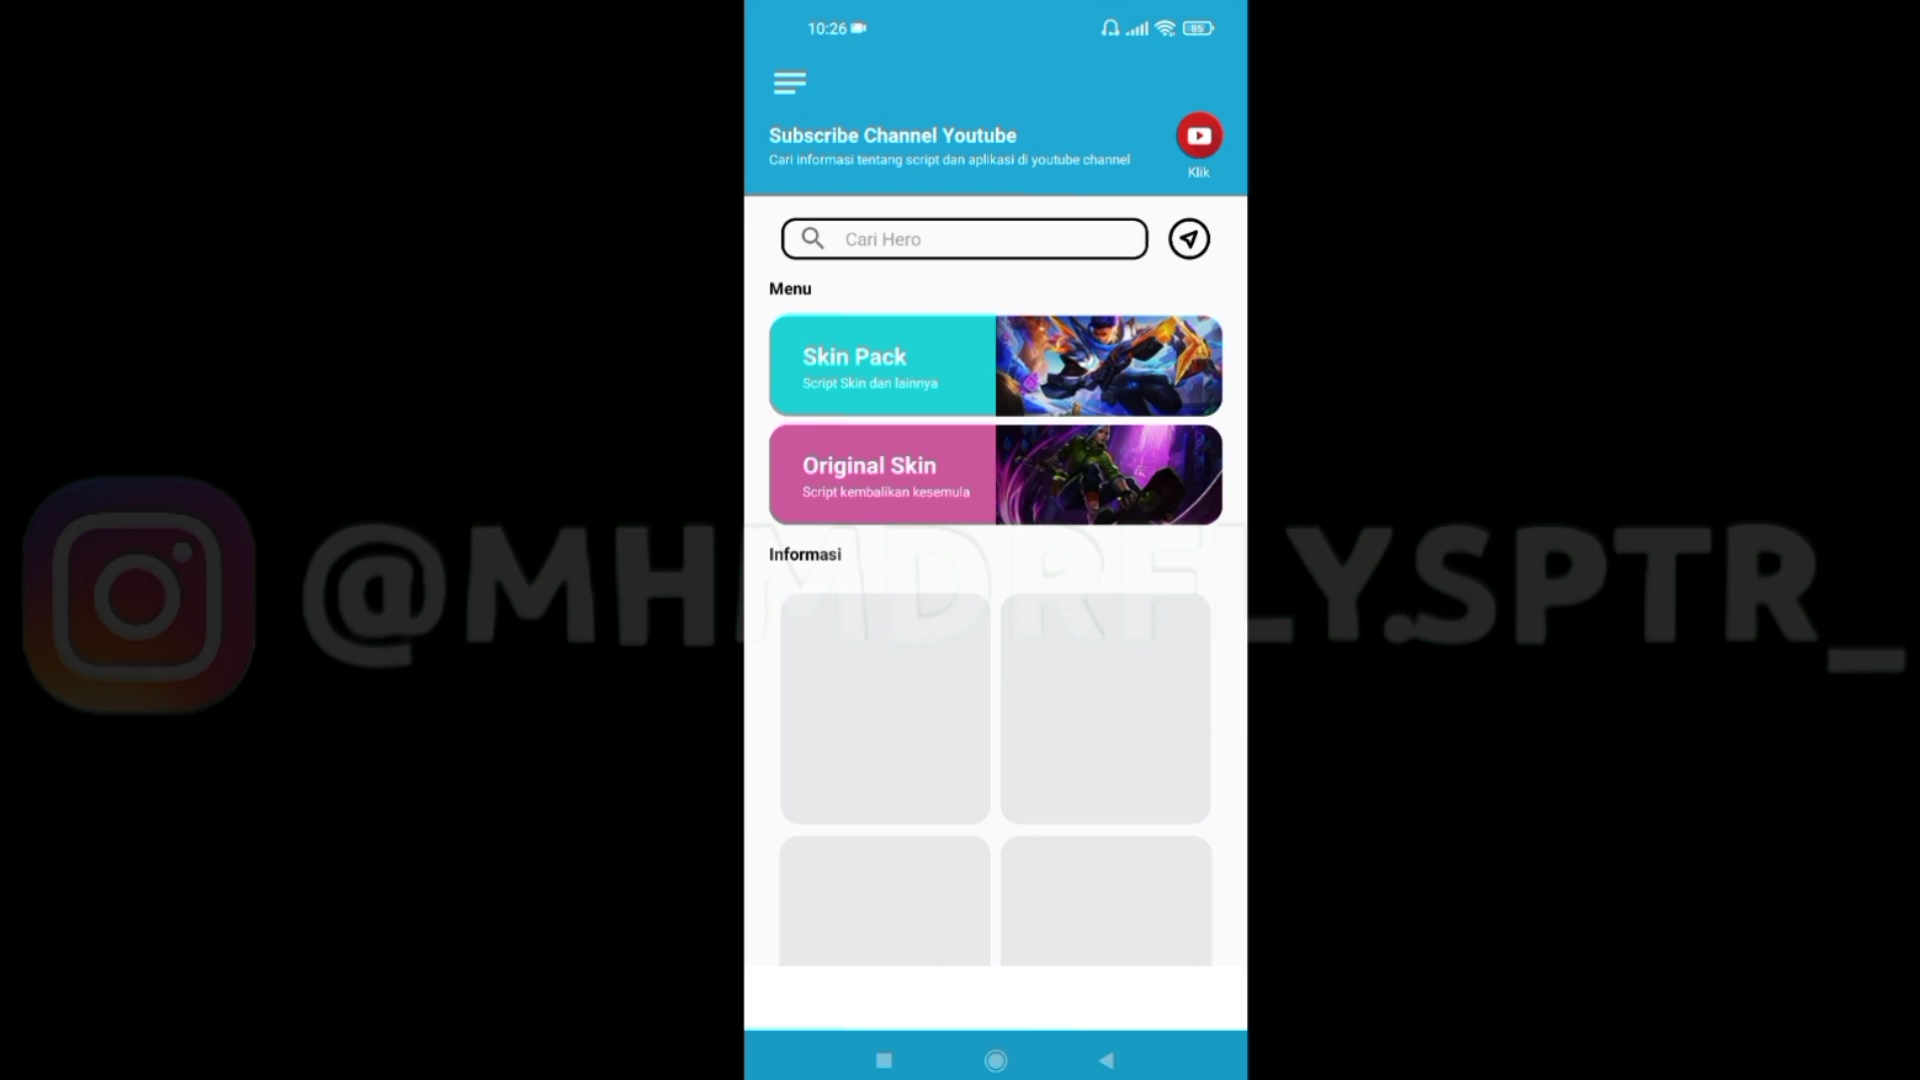 10:26
85
Subscribe Channel Youtube
Cari informasi tentang script dan aplikasi di youtube channel
Klik
Cari Hero
Menu
Skin Pack
Script Skin dan lainnya
Original Skin
Script kembalikan kesemula
Informasi
@MHMDRFLY.SPTR_